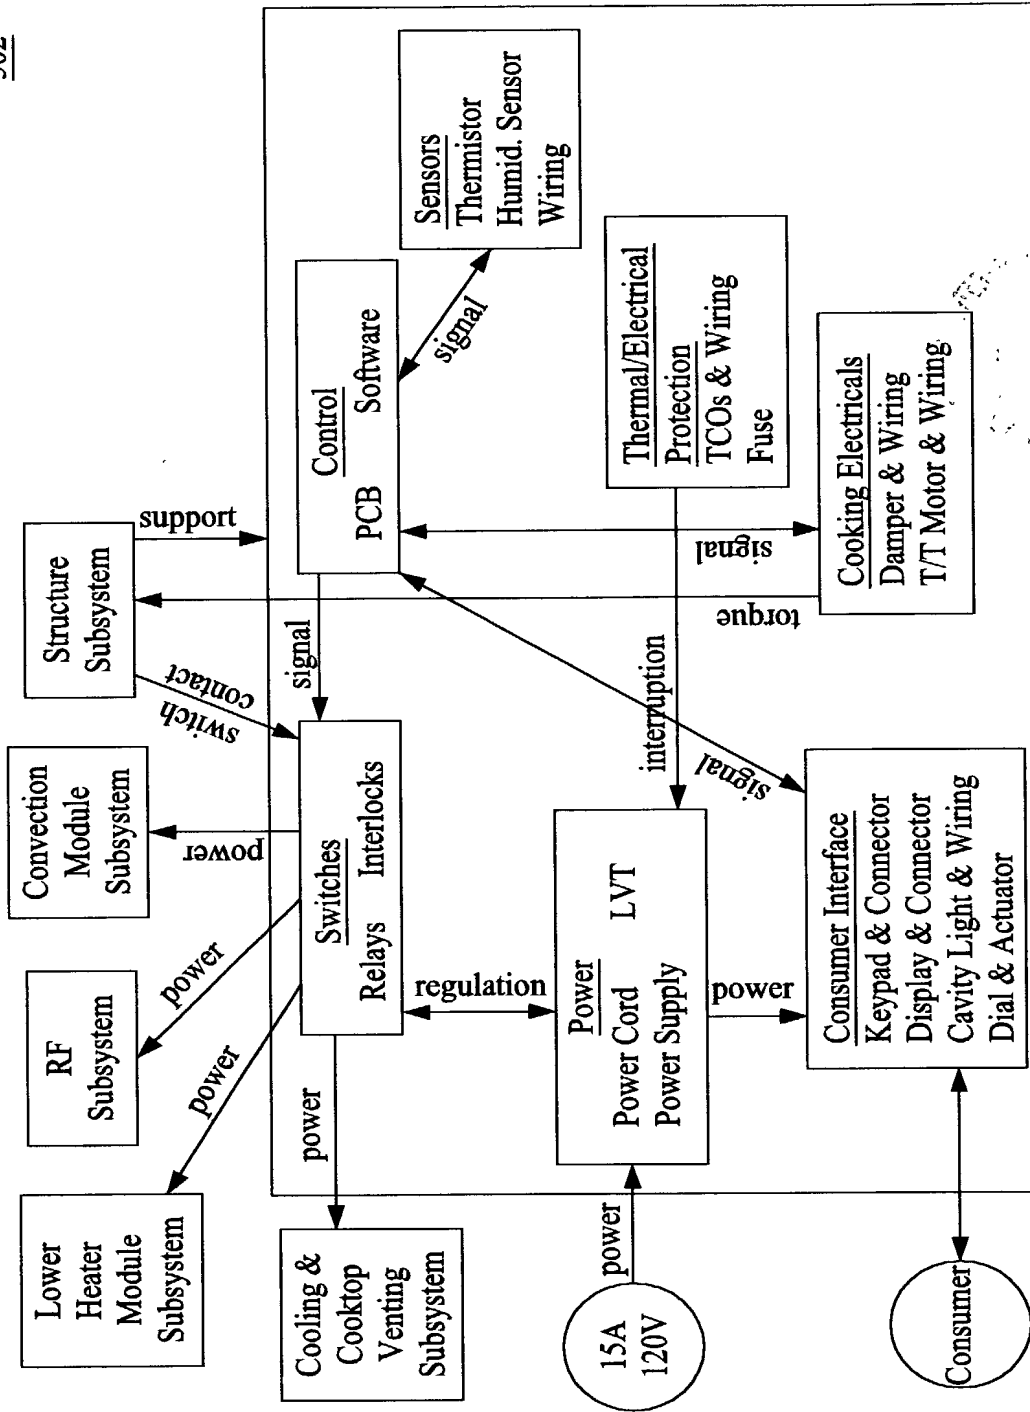 Lower
Heater
Module
Subsystem
RF
Subsystem
Convection
Module
Subsystem
Structure
Subsystem
power
power
power
switch
contact
support
Cooling &
Cooktop
Venting
Subsystem
power
Switches
Relays Interlocks
signal
Control
PCB Software
signal
Sensors
Thermistor
Humid. Sensor
Wiring
regulation
15A
120V
power
Power
Power Cord LVT
Power Supply
interruption
Thermal/Electrical
Protection
TCOs & Wiring
Fuse
power
signal
torque
signal
Consumer
Consumer Interface
Keypad & Connector
Display & Connector
Cavity Light & Wiring
Dial & Actuator
Cooking Electricals
Damper & Wiring
T/T Motor & Wiring